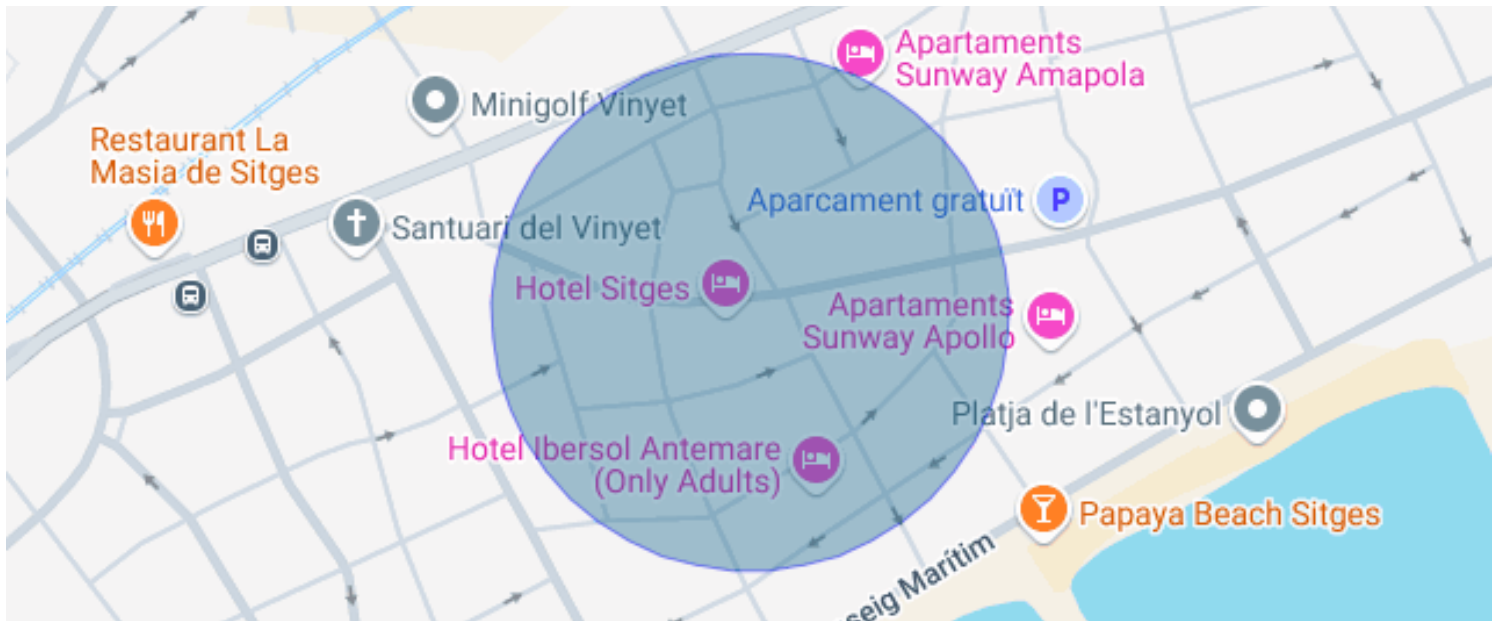 Apartaments
Sunway Amapola
Minigolf Vinyet
Restaurant La
Masia de Sitges
Aparcament gratuït
P
Santuari del Vinyet
Hotel Sitges
Apartaments
Sunway Apollo
Platja de l'Estanyol
Hotel Ibersol Antemare
(Only Adults)
Papaya Beach Sitges
seig Marítim